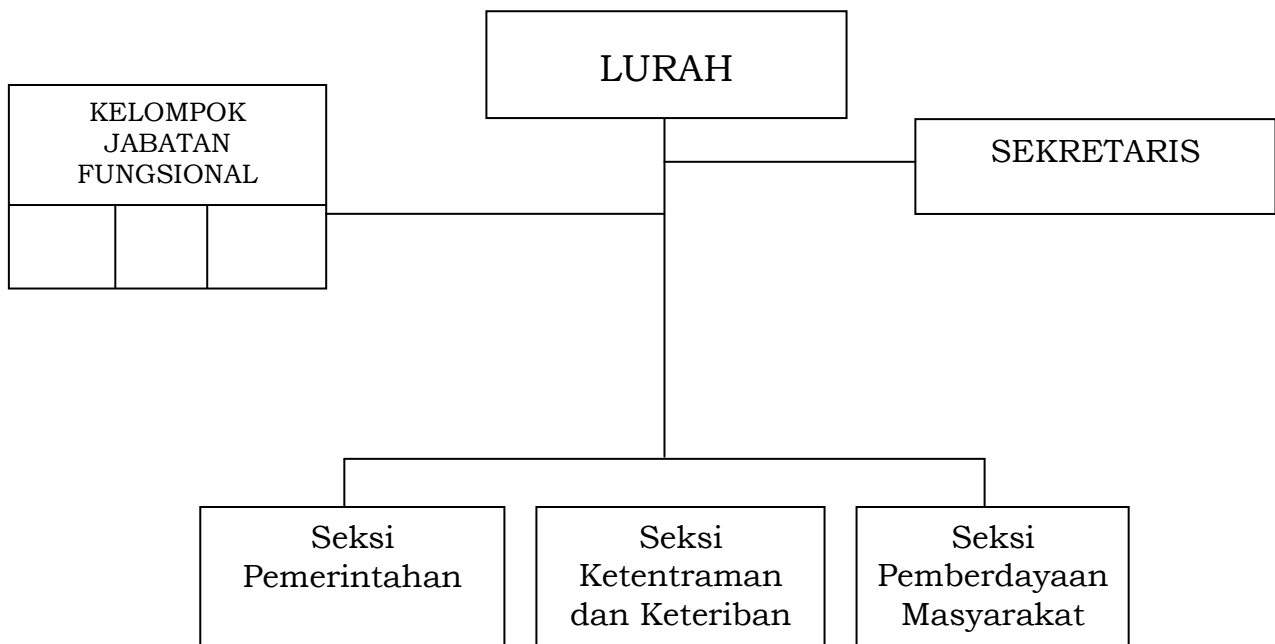 LURAH
KELOMPOK
JABATAN
FUNGSIONAL
SEKRETARIS
Seksi
Pemerintahan
Seksi
Ketentraman
dan Keteriban
Seksi
Pemberdayaan
Masyarakat